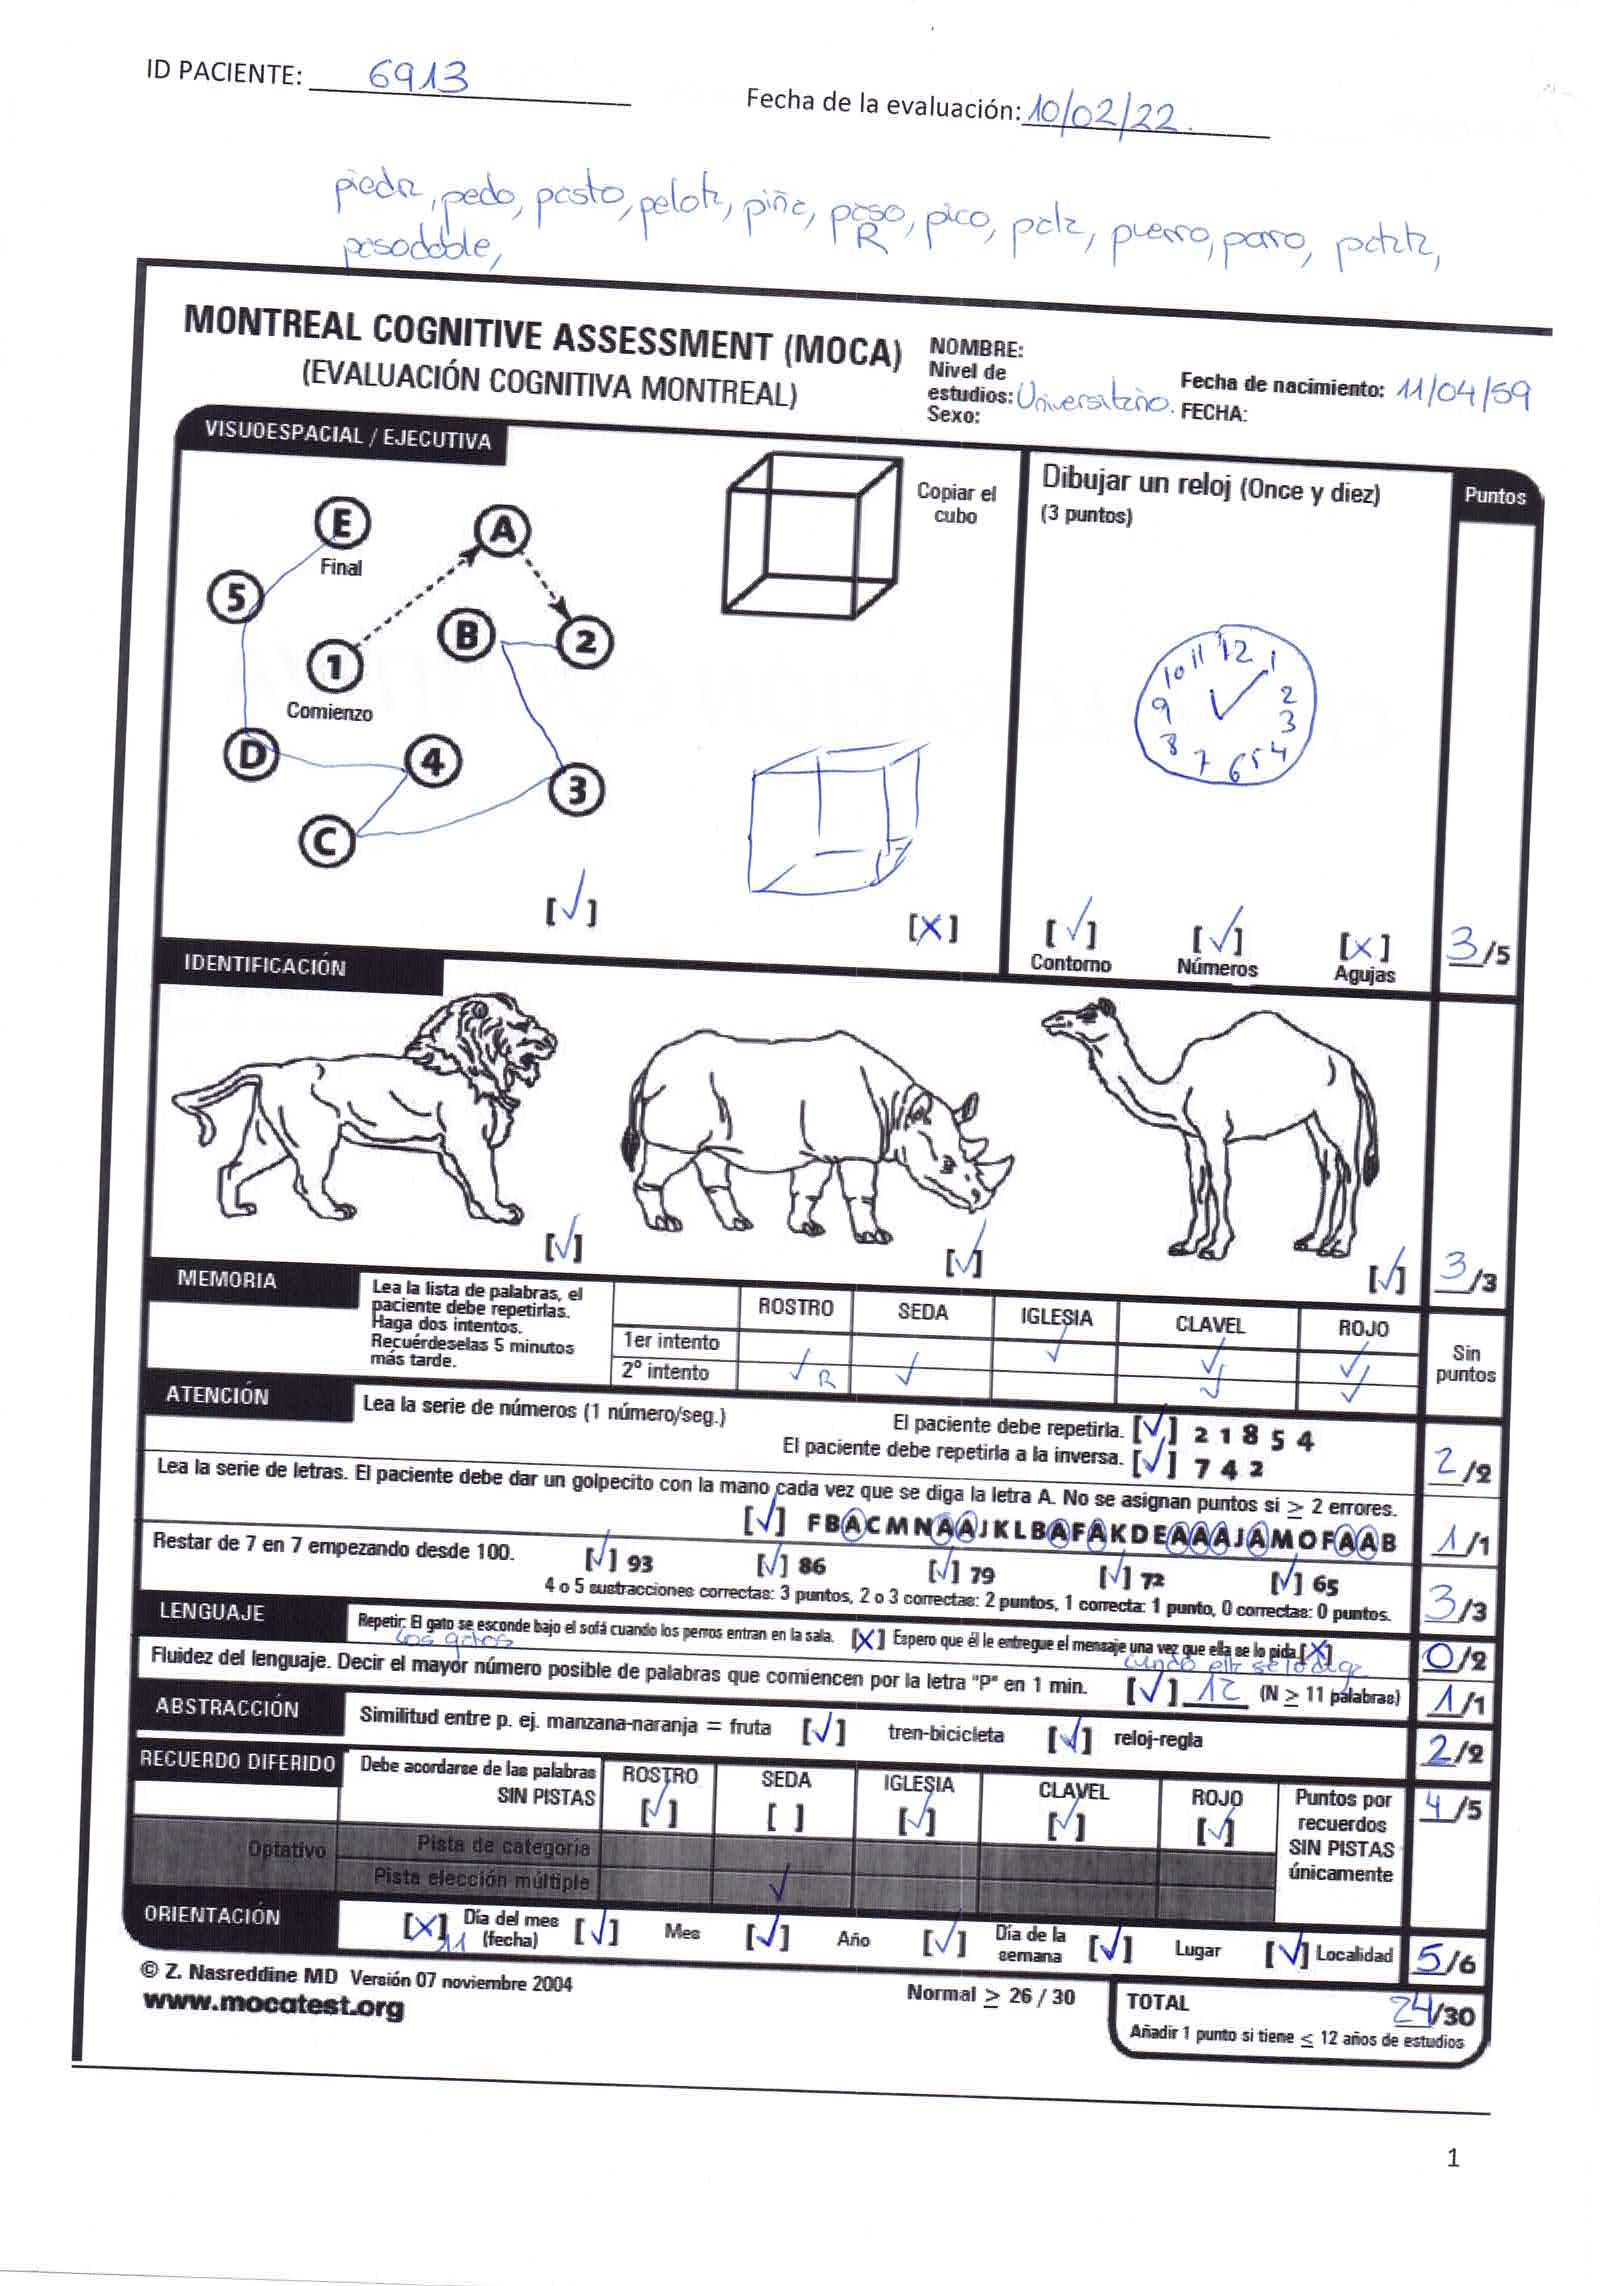 ID PACIENTE: 6913
Fecha de la evaluación: 10/02/22.
piedra, pedo, pasto, pelota, piña, paso, pico, pata, puerro, parro, patata,
R
pasodoble,
MONTREAL COGNITIVE ASSESSMENT (MOCA)
(EVALUACIÓN COGNITIVA MONTREAL)
NOMBRE:
Nivel de
estudios: Universitario.
Sexo:
Fecha de nacimiento: 11/04/59
FECHA:
VISUOESPACIAL / EJECUTIVA
E
Final
A
5
B
2
1
Comienzo
D
4
3
C
[✓]
Copiar el
cubo
[X]
Dibujar un reloj (Once y diez)
(3 puntos)
12 1 2 3 4 5 6 7 8 9 10 11
[✓] [✓] [X]
Contorno Números Agujas
Puntos
3/5
IDENTIFICACIÓN
[✓] [✓] [✓] 3/3
MEMORIA
Lea la lista de palabras, el
paciente debe repetirlas.
Haga dos intentos.
Recuérdeselas 5 minutos
más tarde.
ROSTRO SEDA IGLESIA CLAVEL ROJO
1er intento ✓ ✓ ✓
2º intento ✓ R ✓ ✓ ✓
Sin
puntos
ATENCIÓN
Lea la serie de números (1 número/seg.)
El paciente debe repetirla. [✓] 2 1 8 5 4
El paciente debe repetirla a la inversa. [✓] 7 4 2
2/2
Lea la serie de letras. El paciente debe dar un golpecito con la mano cada vez que se diga la letra A. No se asignan puntos si ≥ 2 errores.
[✓] F B A C M N A A J K L B A F A K D E A A A J A M O F A A B 1/1
Restar de 7 en 7 empezando desde 100. [✓] 93 [✓] 86 [✓] 79 [✓] 72 [✓] 65
4 o 5 sustracciones correctas: 3 puntos, 2 o 3 correctas: 2 puntos, 1 correcta: 1 punto, 0 correctas: 0 puntos. 3/3
LENGUAJE
Repetir: El gato se esconde bajo el sofá cuando los perros entran en la sala. [X] Espero que él le entregue el mensaje una vez que ella se lo pida. [X] 0/2
los gatos
cuando ella se lo diga
Fluidez del lenguaje. Decir el mayor número posible de palabras que comiencen por la letra "P" en 1 min. [✓] 12 (N ≥ 11 palabras) 1/1
ABSTRACCIÓN
Similitud entre p. ej. manzana-naranja = fruta [✓] tren-bicicleta [✓] reloj-regla 2/2
RECUERDO DIFERIDO
Debe acordarse de las palabras
SIN PISTAS
ROSTRO SEDA IGLESIA CLAVEL ROJO
[✓] [ ] [✓] [✓] [✓]
Puntos por
recuerdos
SIN PISTAS
únicamente
4/5
Optativo
Pista de categoría
Pista elección múltiple ✓
ORIENTACIÓN
[X] Día del mes
(fecha)
11
[✓] Mes [✓] Año [✓] Día de la
semana
[✓] Lugar [✓] Localidad 5/6
© Z. Nasreddine MD Versión 07 noviembre 2004
www.mocatest.org
Normal ≥ 26 / 30
TOTAL 24/30
Añadir 1 punto si tiene ≤ 12 años de estudios
1